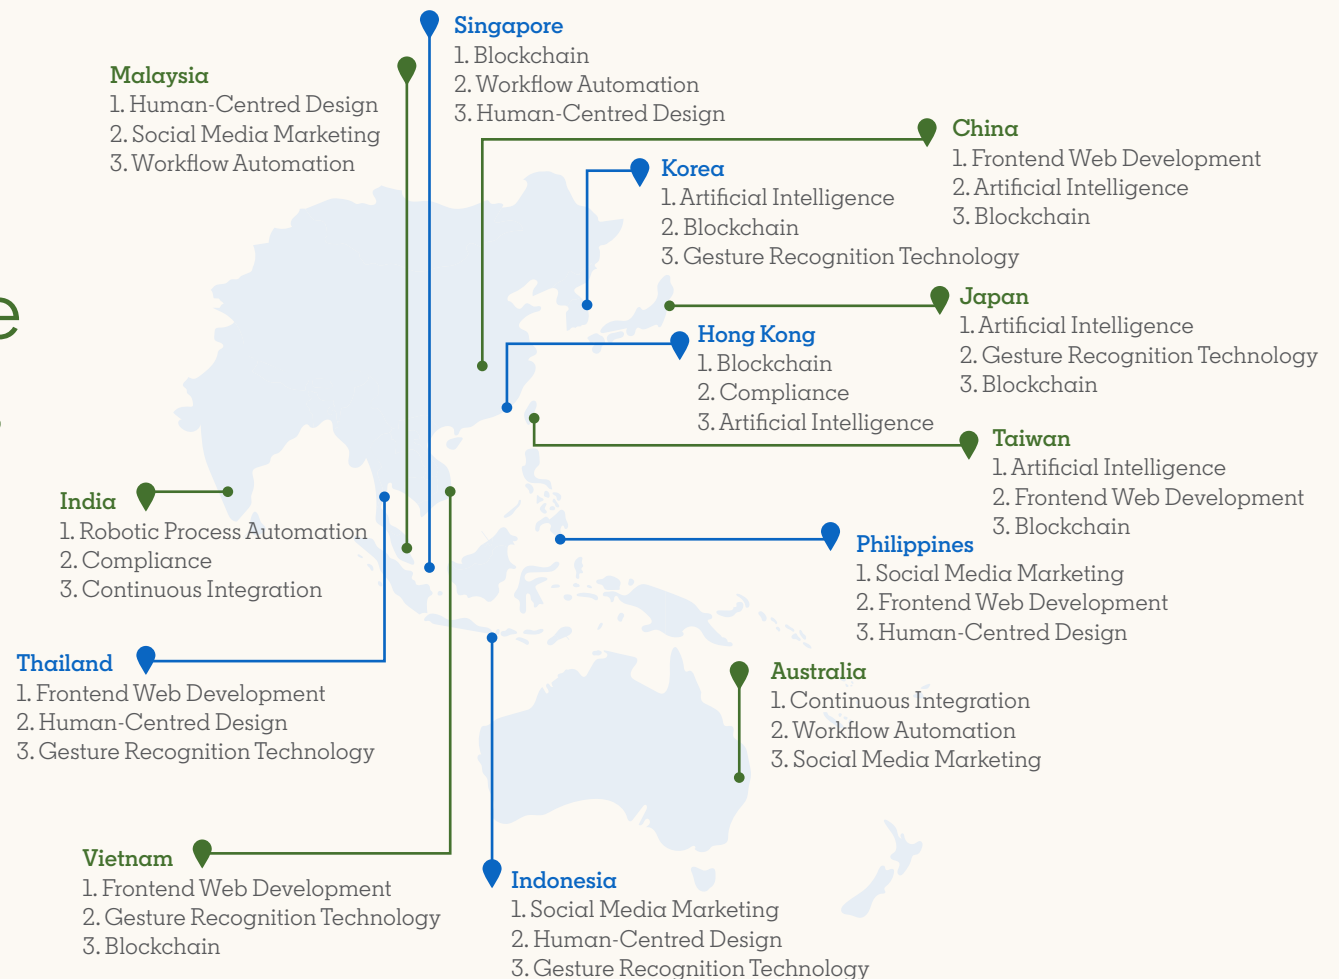 Singapore
1. Blockchain
2. Workflow Automation
3. Human-Centred Design
Malaysia
1. Human-Centred Design
2. Social Media Marketing
3. Workflow Automation
China
1. Frontend Web Development
2. Artificial Intelligence
3. Blockchain
Korea
1. Artificial Intelligence
2. Blockchain
3. Gesture Recognition Technology
Japan
1. Artificial Intelligence
2. Gesture Recognition Technology
3. Blockchain
Hong Kong
1. Blockchain
2. Compliance
3. Artificial Intelligence
Taiwan
1. Artificial Intelligence
2. Frontend Web Development
3. Blockchain
India
1. Robotic Process Automation
2. Compliance
3. Continuous Integration
Philippines
1. Social Media Marketing
2. Frontend Web Development
3. Human-Centred Design
Thailand
1. Frontend Web Development
2. Human-Centred Design
3. Gesture Recognition Technology
Australia
1. Continuous Integration
2. Workflow Automation
3. Social Media Marketing
Vietnam
1. Frontend Web Development
2. Gesture Recognition Technology
3. Blockchain
Indonesia
1. Social Media Marketing
2. Human-Centred Design
3. Gesture Recognition Technology